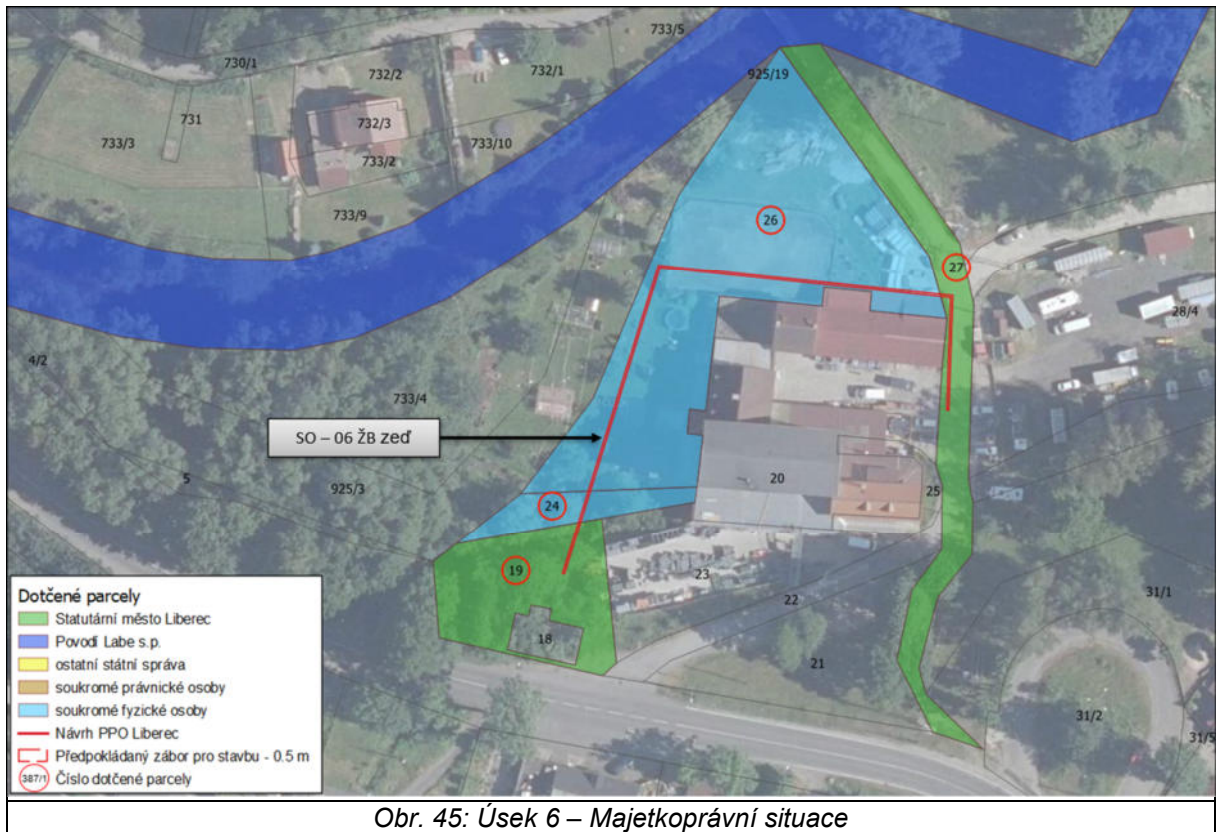 733/5
730/1
732/2
732/1
925/19
731
732/3
733/3
733/10
733/2
733/9
26
27
28/4
4/2
733/4
SO – 06 ŽB zeď
5
925/3
20
25
24
19
23
22
31/1
18
21
31/2
31/5
Dotčené parcely
Statutární město Liberec
Povodí Labe s.p.
ostatní státní správa
soukromé právnické osoby
soukromé fyzické osoby
Návrh PPO Liberec
Předpokládaný zábor pro stavbu - 0.5 m
387/1 Číslo dotčené parcely
Obr. 45: Úsek 6 – Majetkoprávní situace